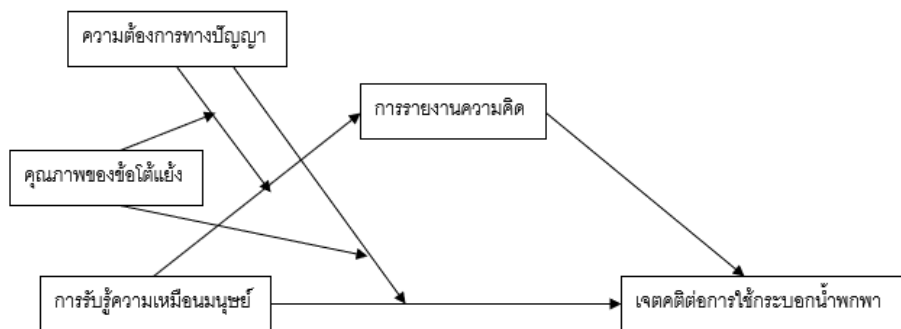 ความต้องการทางปัญญา
การรายงานความคิด
คุณภาพของข้อโต้แย้ง
การรับรู้ความเหมือนมนุษย์
เจตคติต่อการใช้กระบอกน้ำพกพา